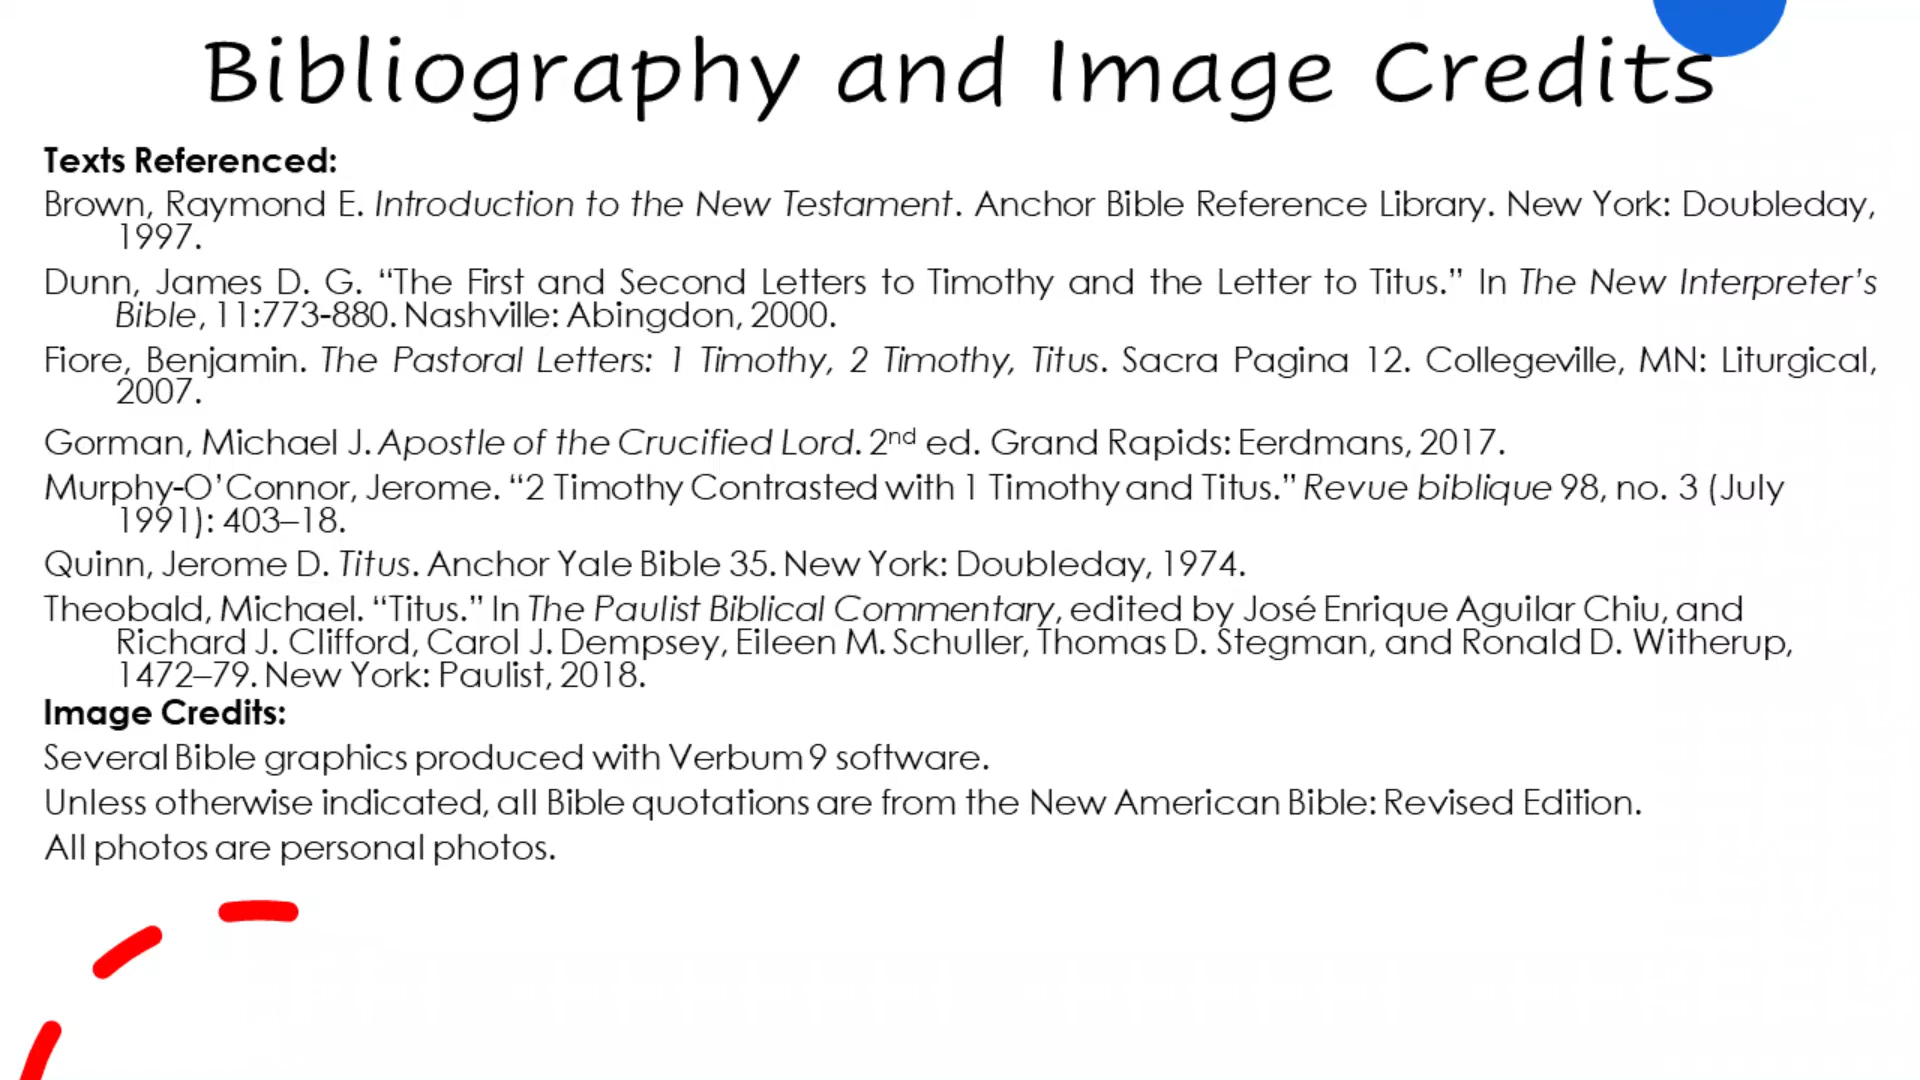 Bibliography and Image Credits
Texts Referenced:
Brown, Raymond E. Introduction to the New Testament. Anchor Bible Reference Library. New York: Doubleday,
1997.
Dunn, James D. G. “The First and Second Letters to Timothy and the Letter to Titus.” In The New Interpreter’s
Bible, 11:773-880. Nashville: Abingdon, 2000.
Fiore, Benjamin. The Pastoral Letters: 1 Timothy, 2 Timothy, Titus. Sacra Pagina 12. Collegeville, MN: Liturgical,
2007.
Gorman, Michael J. Apostle of the Crucified Lord. 2nd ed. Grand Rapids: Eerdmans, 2017.
Murphy-O’Connor, Jerome. “2 Timothy Contrasted with 1 Timothy and Titus.” Revue biblique 98, no. 3 (July
1991): 403–18.
Quinn, Jerome D. Titus. Anchor Yale Bible 35. New York: Doubleday, 1974.
Theobald, Michael. “Titus.” In The Paulist Biblical Commentary, edited by José Enrique Aguilar Chiu, and
Richard J. Clifford, Carol J. Dempsey, Eileen M. Schuller, Thomas D. Stegman, and Ronald D. Witherup,
1472–79. New York: Paulist, 2018.
Image Credits:
Several Bible graphics produced with Verbum 9 software.
Unless otherwise indicated, all Bible quotations are from the New American Bible: Revised Edition.
All photos are personal photos.